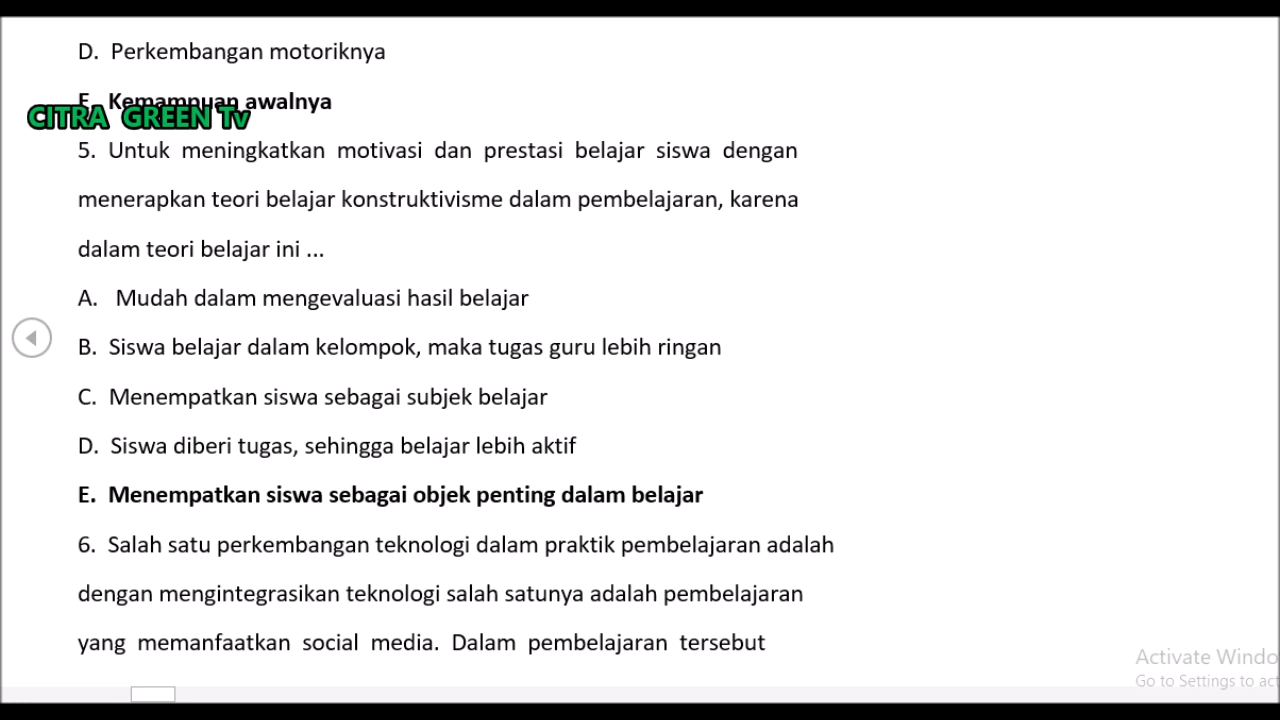 D. Perkembangan motoriknya
E. Kemampuan awalnya
CITRA GREEN Tv
5. Untuk meningkatkan motivasi dan prestasi belajar siswa dengan
menerapkan teori belajar konstruktivisme dalam pembelajaran, karena
dalam teori belajar ini ...
A. Mudah dalam mengevaluasi hasil belajar
B. Siswa belajar dalam kelompok, maka tugas guru lebih ringan
C. Menempatkan siswa sebagai subjek belajar
D. Siswa diberi tugas, sehingga belajar lebih aktif
E. Menempatkan siswa sebagai objek penting dalam belajar
6. Salah satu perkembangan teknologi dalam praktik pembelajaran adalah
dengan mengintegrasikan teknologi salah satunya adalah pembelajaran
yang memanfaatkan social media. Dalam pembelajaran tersebut
Activate Windo
Go to Settings to act